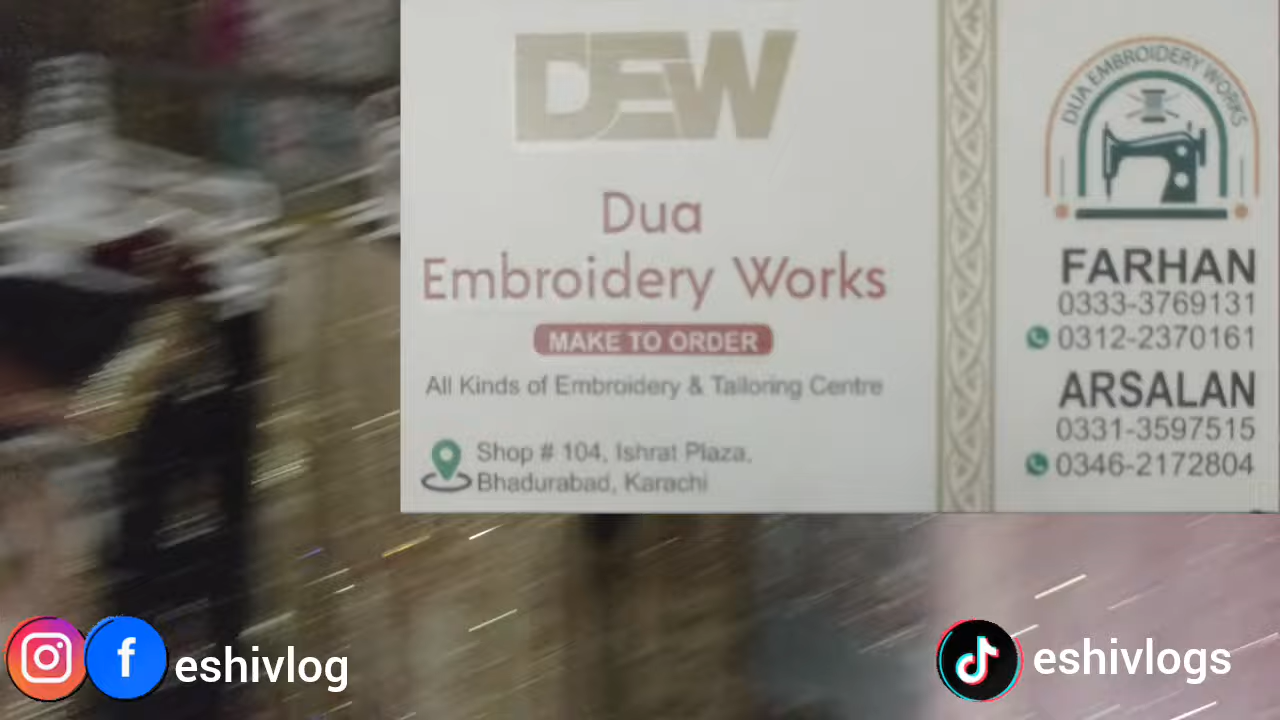 DEW
Dua
Embroidery Works
MAKE TO ORDER
All Kinds of Embroidery & Tailoring Centre
Shop # 104, Ishrat Plaza,
Bhadurabad, Karachi
DUA EMBROIDERY WORKS
FARHAN
0333-3769131
0312-2370161
ARSALAN
0331-3597515
0346-2172804
eshivlog
eshivlogs